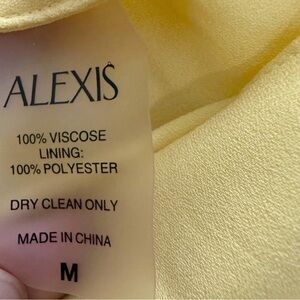 ALEXIS
100% VISCOSE
LINING:
100% POLYESTER
DRY CLEAN ONLY
MADE IN CHINA
M